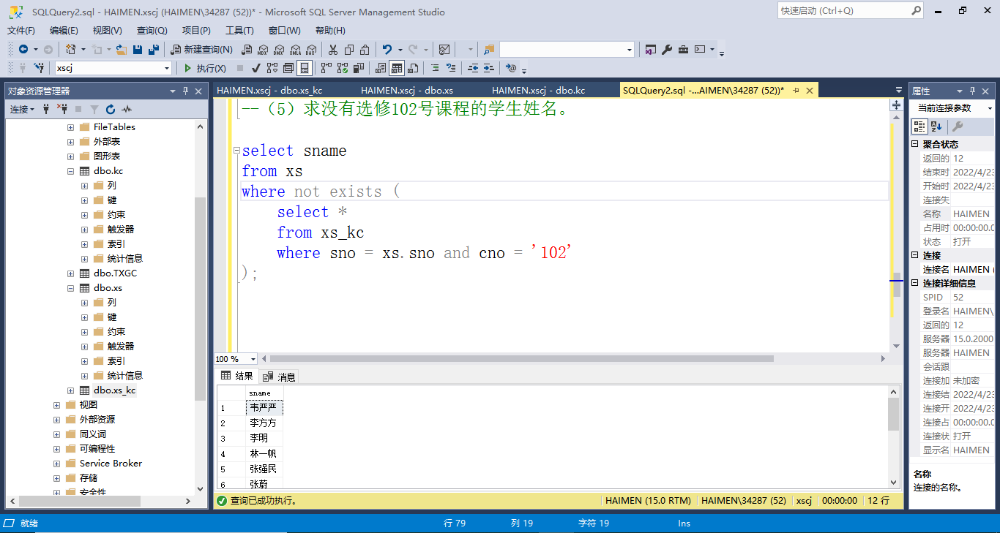 SQLQuery2.sql - HAIMEN.xscj (HAIMEN\34287 (52))* - Microsoft SQL Server Management Studio
快速启动 (Ctrl+Q)
文件(F) 编辑(E) 视图(V) 查询(Q) 项目(P) 工具(T) 窗口(W) 帮助(H)
新建查询(N) MDX DMX XMLA DAX
xscj 执行(X)
对象资源管理器
连接
FileTables
外部表
图形表
dbo.kc
列
键
约束
触发器
索引
统计信息
dbo.TXGC
dbo.xs
列
键
约束
触发器
索引
统计信息
dbo.xs_kc
视图
外部资源
同义词
可编程性
Service Broker
存储
安全性
HAIMEN.xscj - dbo.xs_kc HAIMEN.xscj - dbo.xs HAIMEN.xscj - dbo.kc SQLQuery2.sql -...AIMEN\34287 (52))*
--（5）求没有选修102号课程的学生姓名。
select sname
from xs
where not exists (
select *
from xs_kc
where sno = xs.sno and cno = '102'
);
100 %
结果 消息
sname
1 韦严严
2 李方方
3 李明
4 林一帆
5 张强民
6 张蔚
查询已成功执行。 HAIMEN (15.0 RTM) HAIMEN\34287 (52) xscj 00:00:00 12 行
属性
当前连接参数
聚合状态
返回的 12
结束时 2022/4/23
开始时 2022/4/23
连接失
名称 HAIMEN
占用时 00:00:00.0
状态 打开
连接
连接名 HAIMEN (
连接详细信息
SPID 52
登录名 HAIMEN\
返回的 12
服务器 15.0.2000
服务器 HAIMEN
会话跟
连接加 未加密
连接结 2022/4/23
连接开 2022/4/23
连接占 00:00:00.0
连接状 打开
显示名 HAIMEN
名称
连接的名称。
就绪 行 79 列 19 字符 19 Ins